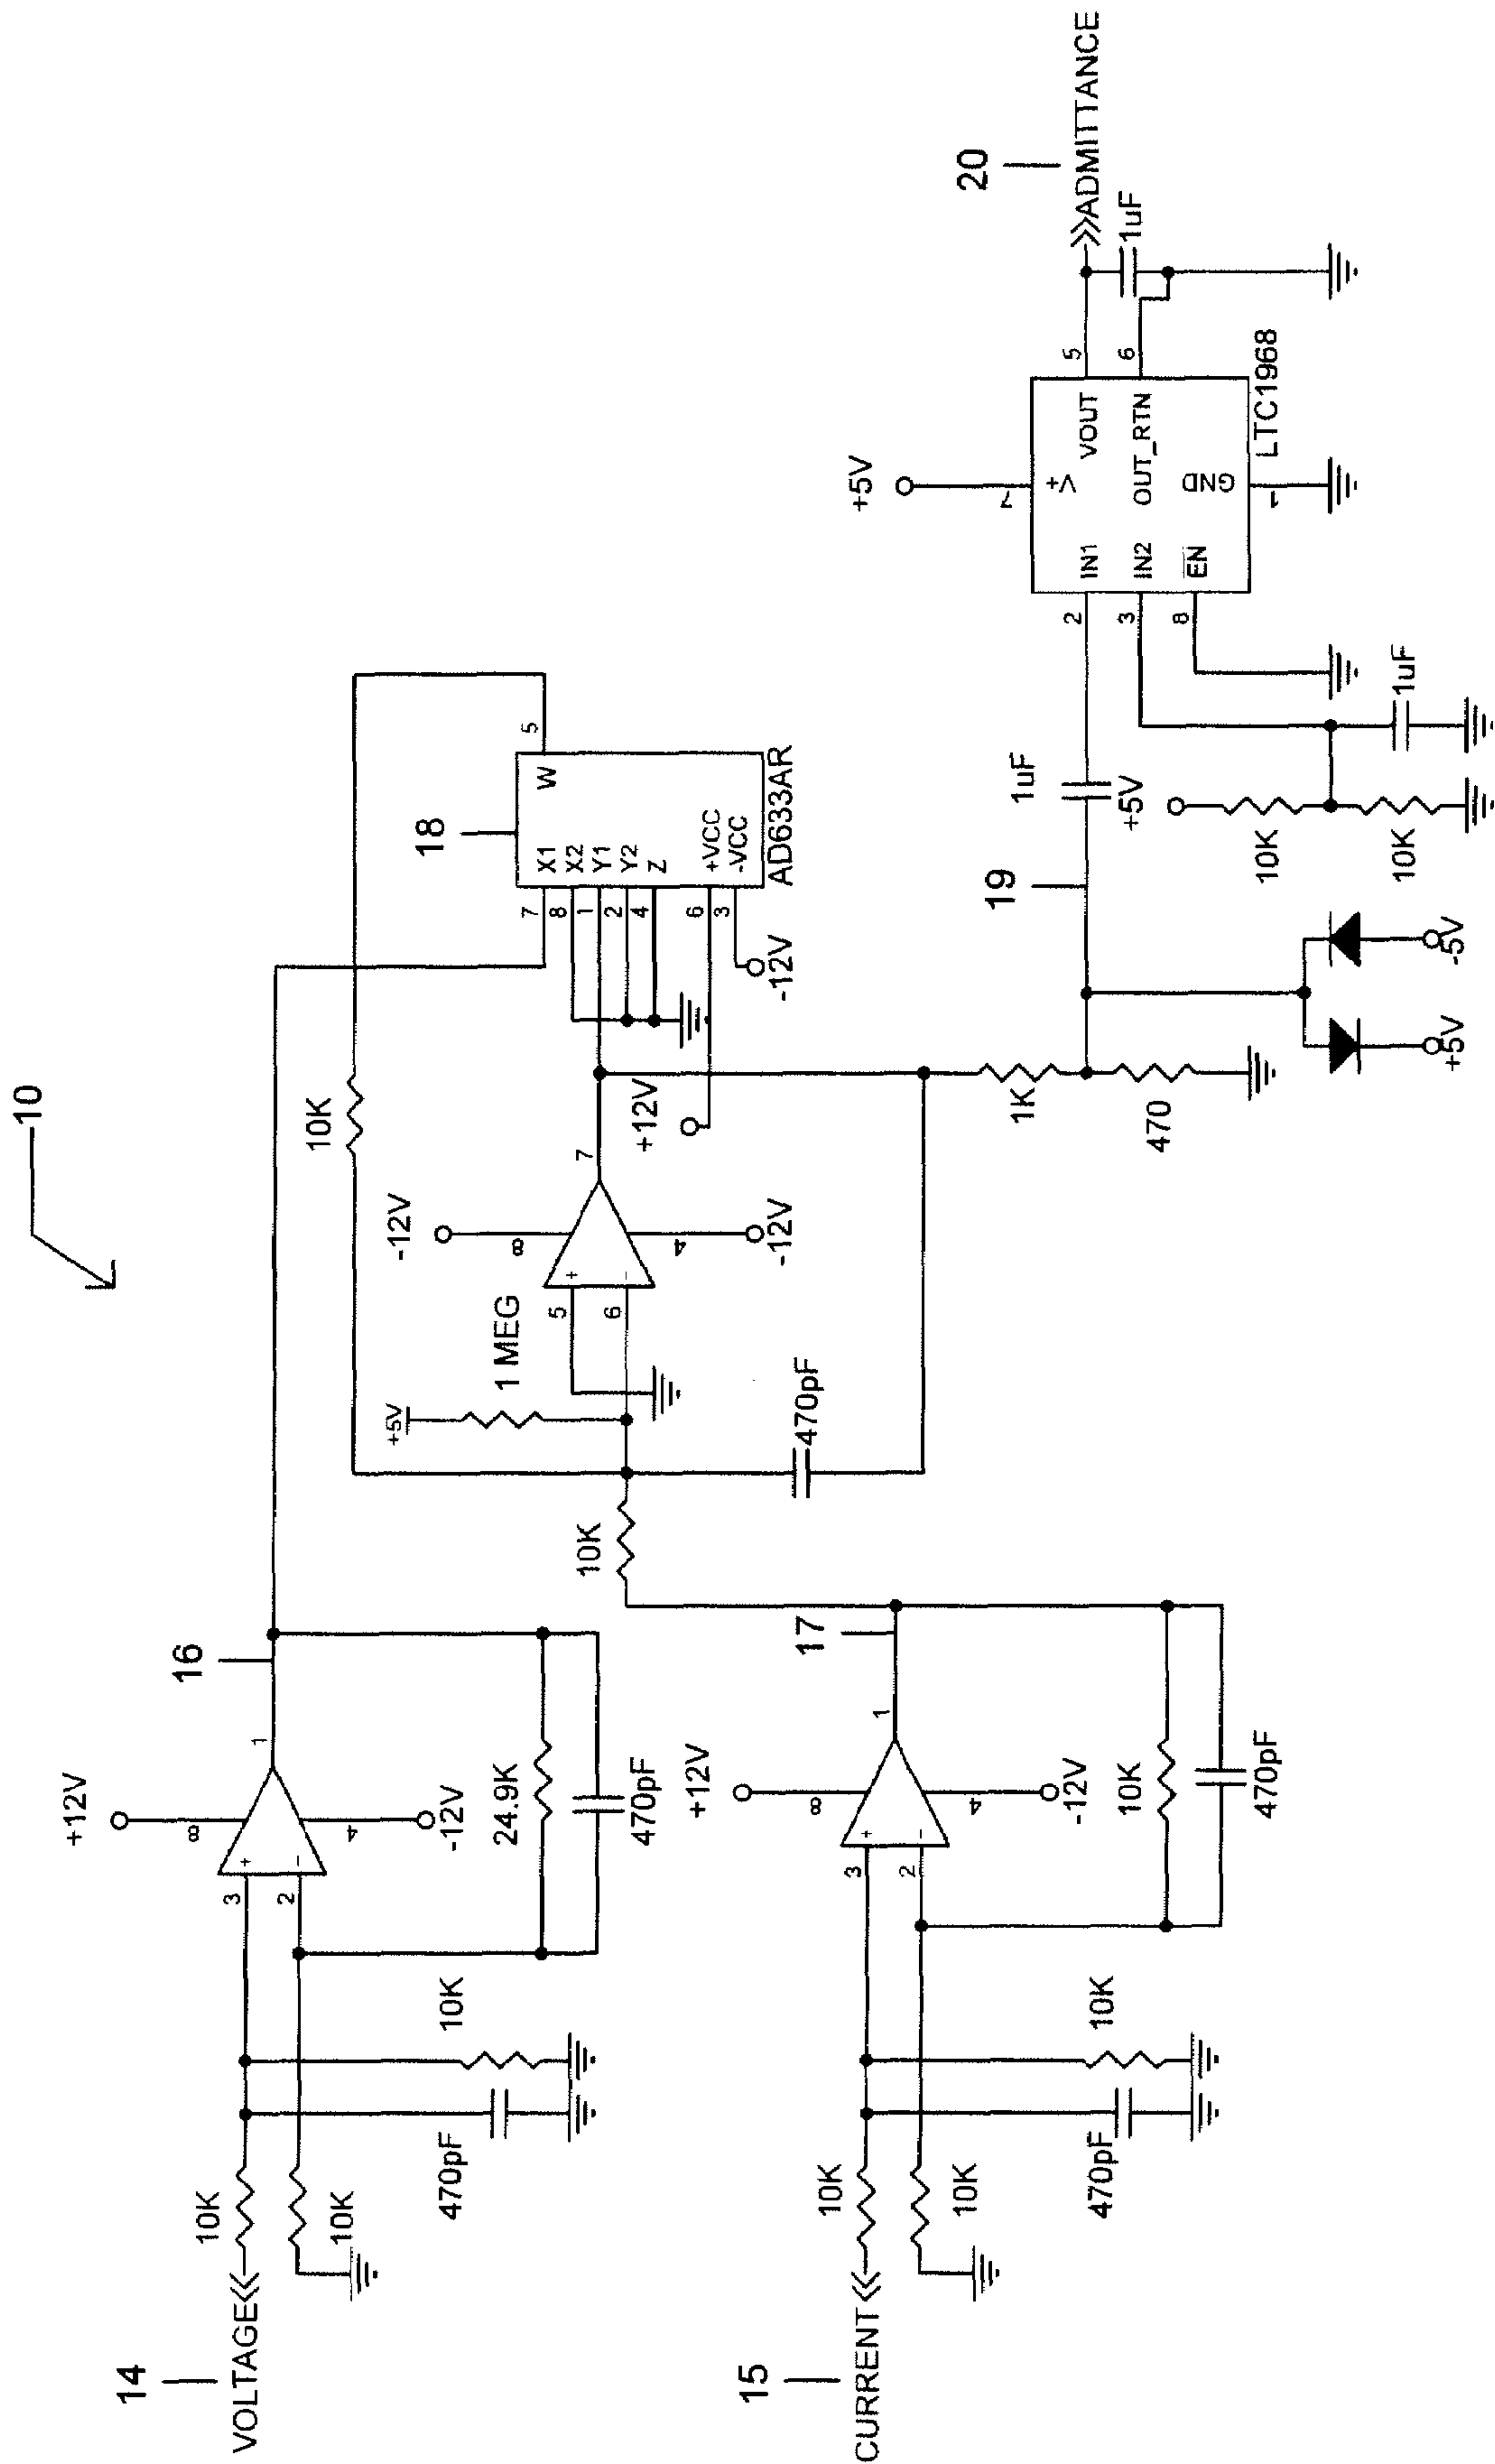 10
14
VOLTAGE
10K
10K
470pF
10K
3
2
+
-
8
4
1
+12V
-12V
24.9K
470pF
16
15
CURRENT
10K
10K
470pF
10K
3
2
+
-
8
4
1
+12V
-12V
10K
470pF
17
10K
10K
+5V
1 MEG
470pF
5
6
+
-
8
4
7
-12V
-12V
+12V
18
7
8
1
2
4
6
3
X1
X2
Y1
Y2
Z
+VCC
-VCC
W
5
AD633AR
-12V
1K
470
+5V
-5V
19
1uF
+5V
10K
10K
1uF
2
3
8
IN1
IN2
EN
7
V+
+5V
VOUT
OUT_RTN
GND
1
5
6
LTC1968
1uF
20
ADMITTANCE